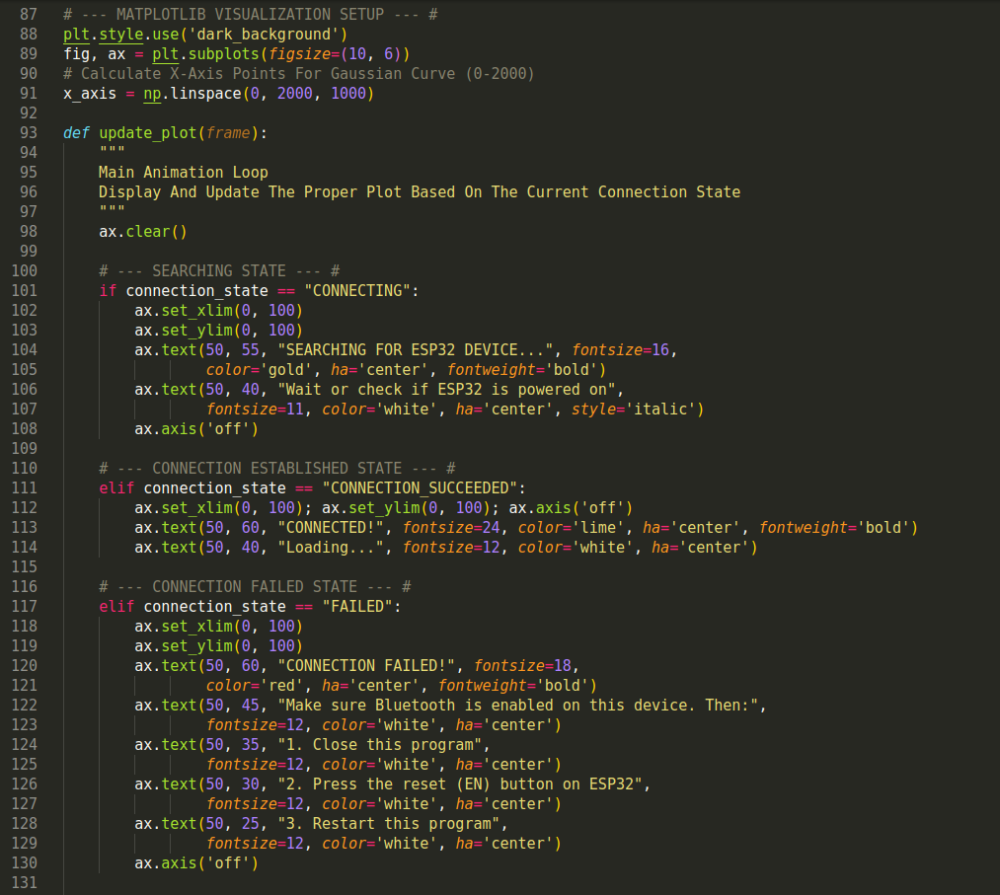 87 # --- MATPLOTLIB VISUALIZATION SETUP --- #
88 plt.style.use('dark_background')
89 fig, ax = plt.subplots(figsize=(10, 6))
90 # Calculate X-Axis Points For Gaussian Curve (0-2000)
91 x_axis = np.linspace(0, 2000, 1000)
92
93 def update_plot(frame):
94     """
95     Main Animation Loop
96     Display And Update The Proper Plot Based On The Current Connection State
97     """
98     ax.clear()
99
100     # --- SEARCHING STATE --- #
101     if connection_state == "CONNECTING":
102         ax.set_xlim(0, 100)
103         ax.set_ylim(0, 100)
104         ax.text(50, 55, "SEARCHING FOR ESP32 DEVICE...", fontsize=16,
105                 color='gold', ha='center', fontweight='bold')
106         ax.text(50, 40, "Wait or check if ESP32 is powered on",
107                 fontsize=11, color='white', ha='center', style='italic')
108         ax.axis('off')
109
110     # --- CONNECTION ESTABLISHED STATE --- #
111     elif connection_state == "CONNECTION_SUCCEEDED":
112         ax.set_xlim(0, 100); ax.set_ylim(0, 100); ax.axis('off')
113         ax.text(50, 60, "CONNECTED!", fontsize=24, color='lime', ha='center', fontweight='bold')
114         ax.text(50, 40, "Loading...", fontsize=12, color='white', ha='center')
115
116     # --- CONNECTION FAILED STATE --- #
117     elif connection_state == "FAILED":
118         ax.set_xlim(0, 100)
119         ax.set_ylim(0, 100)
120         ax.text(50, 60, "CONNECTION FAILED!", fontsize=18,
121                 color='red', ha='center', fontweight='bold')
122         ax.text(50, 45, "Make sure Bluetooth is enabled on this device. Then:",
123                 fontsize=12, color='white', ha='center')
124         ax.text(50, 35, "1. Close this program",
125                 fontsize=12, color='white', ha='center')
126         ax.text(50, 30, "2. Press the reset (EN) button on ESP32",
127                 fontsize=12, color='white', ha='center')
128         ax.text(50, 25, "3. Restart this program",
129                 fontsize=12, color='white', ha='center')
130         ax.axis('off')
131